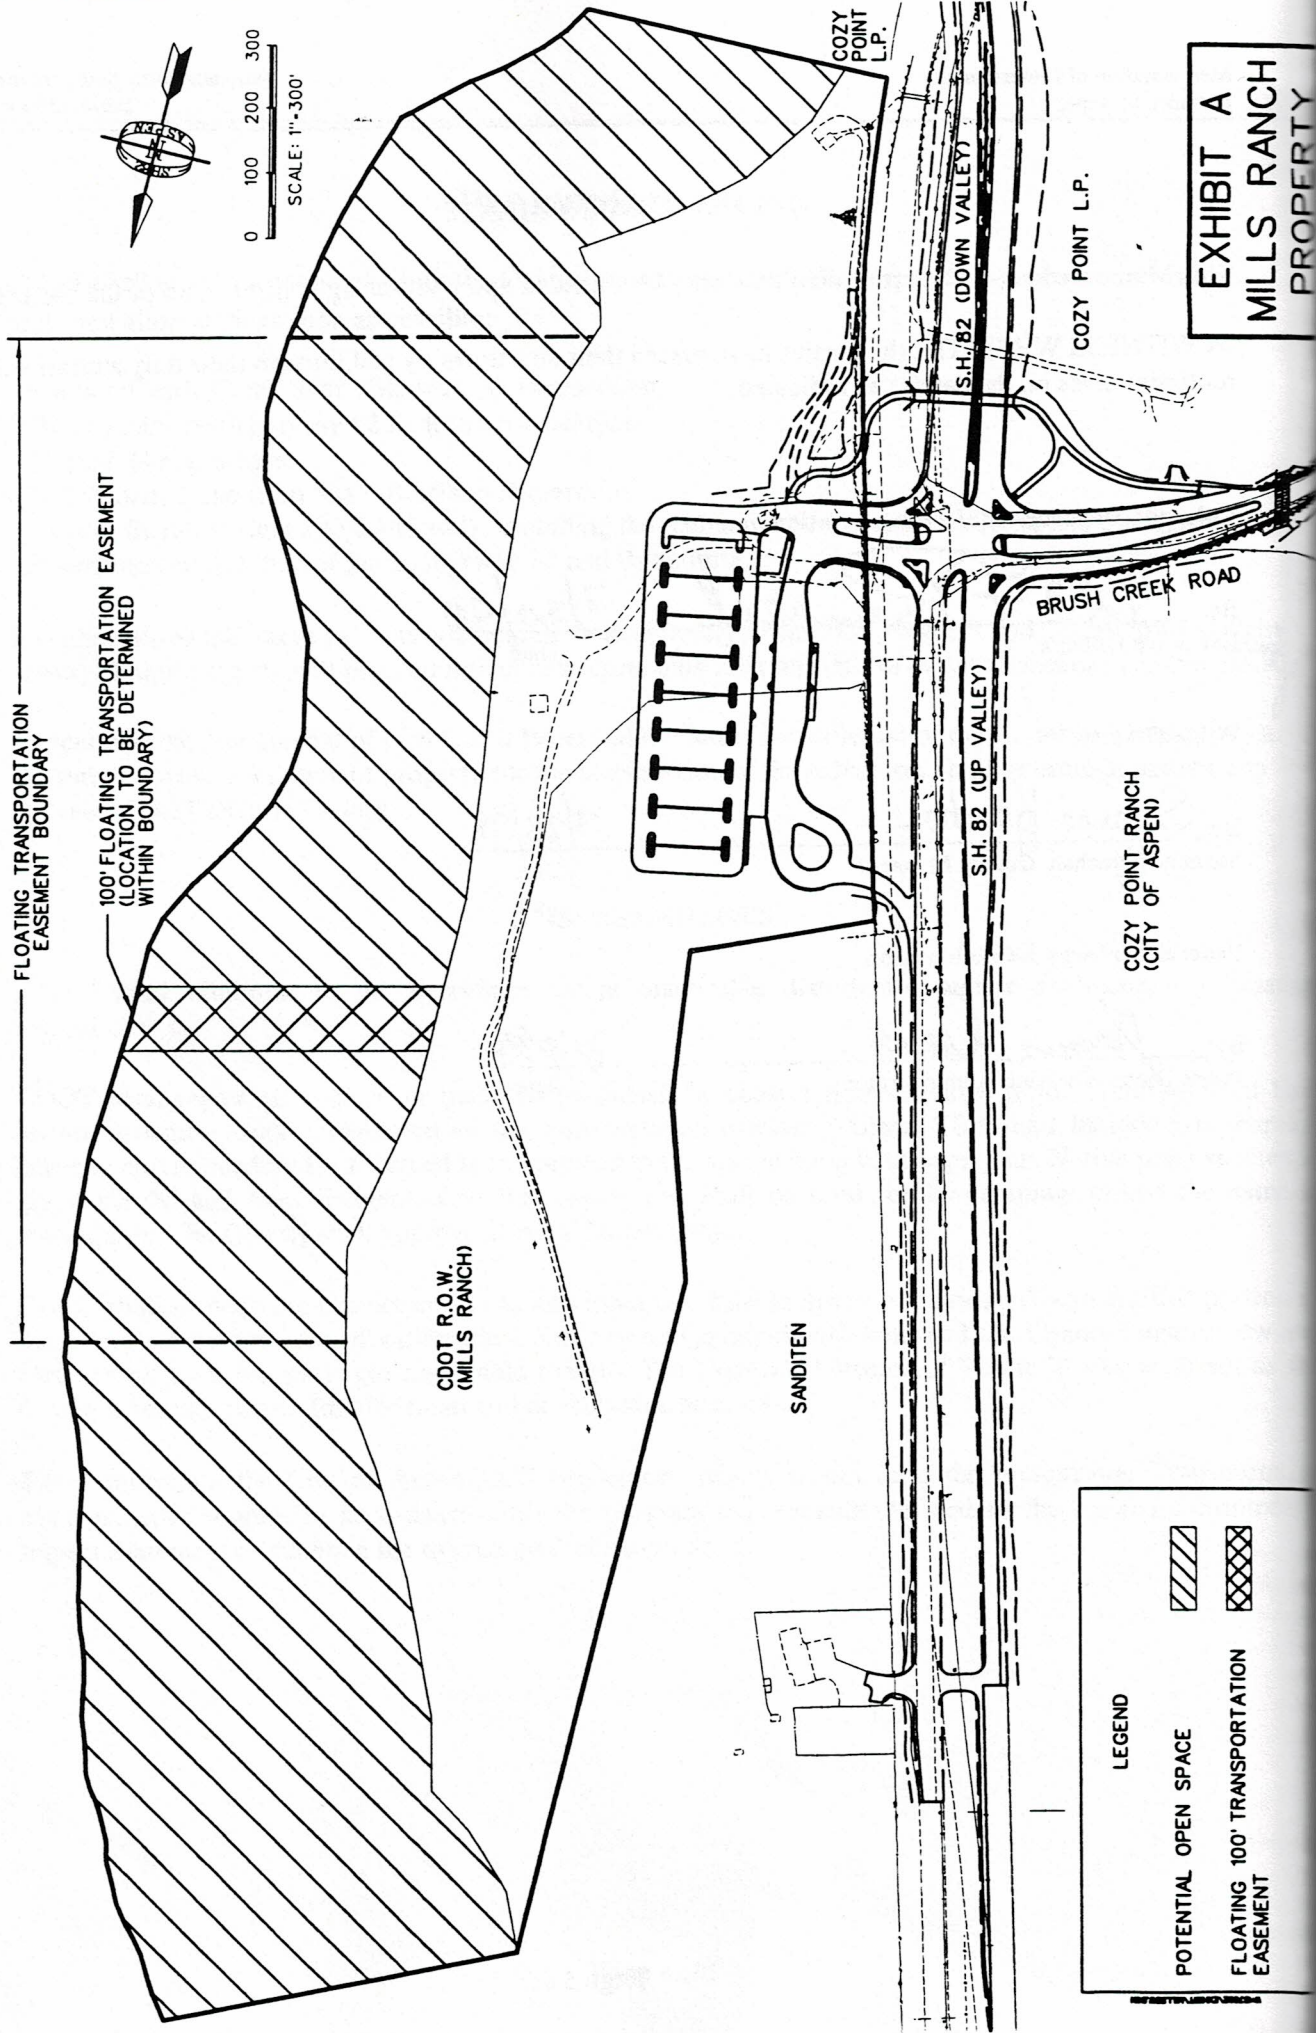 FLOATING TRANSPORTATION
EASEMENT BOUNDARY
100' FLOATING TRANSPORTATION EASEMENT
(LOCATION TO BE DETERMINED
WITHIN BOUNDARY)
ASPEN
N
0 100 200 300
SCALE: 1"-300'
COZY
POINT
L.P.
CDOT R.O.W.
(MILLS RANCH)
SANDITEN
S.H. 82 (DOWN VALLEY)
S.H. 82 (UP VALLEY)
COZY POINT L.P.
BRUSH CREEK ROAD
COZY POINT RANCH
(CITY OF ASPEN)
LEGEND
POTENTIAL OPEN SPACE
FLOATING 100' TRANSPORTATION
EASEMENT
EXHIBIT A
MILLS RANCH
PROPERTY